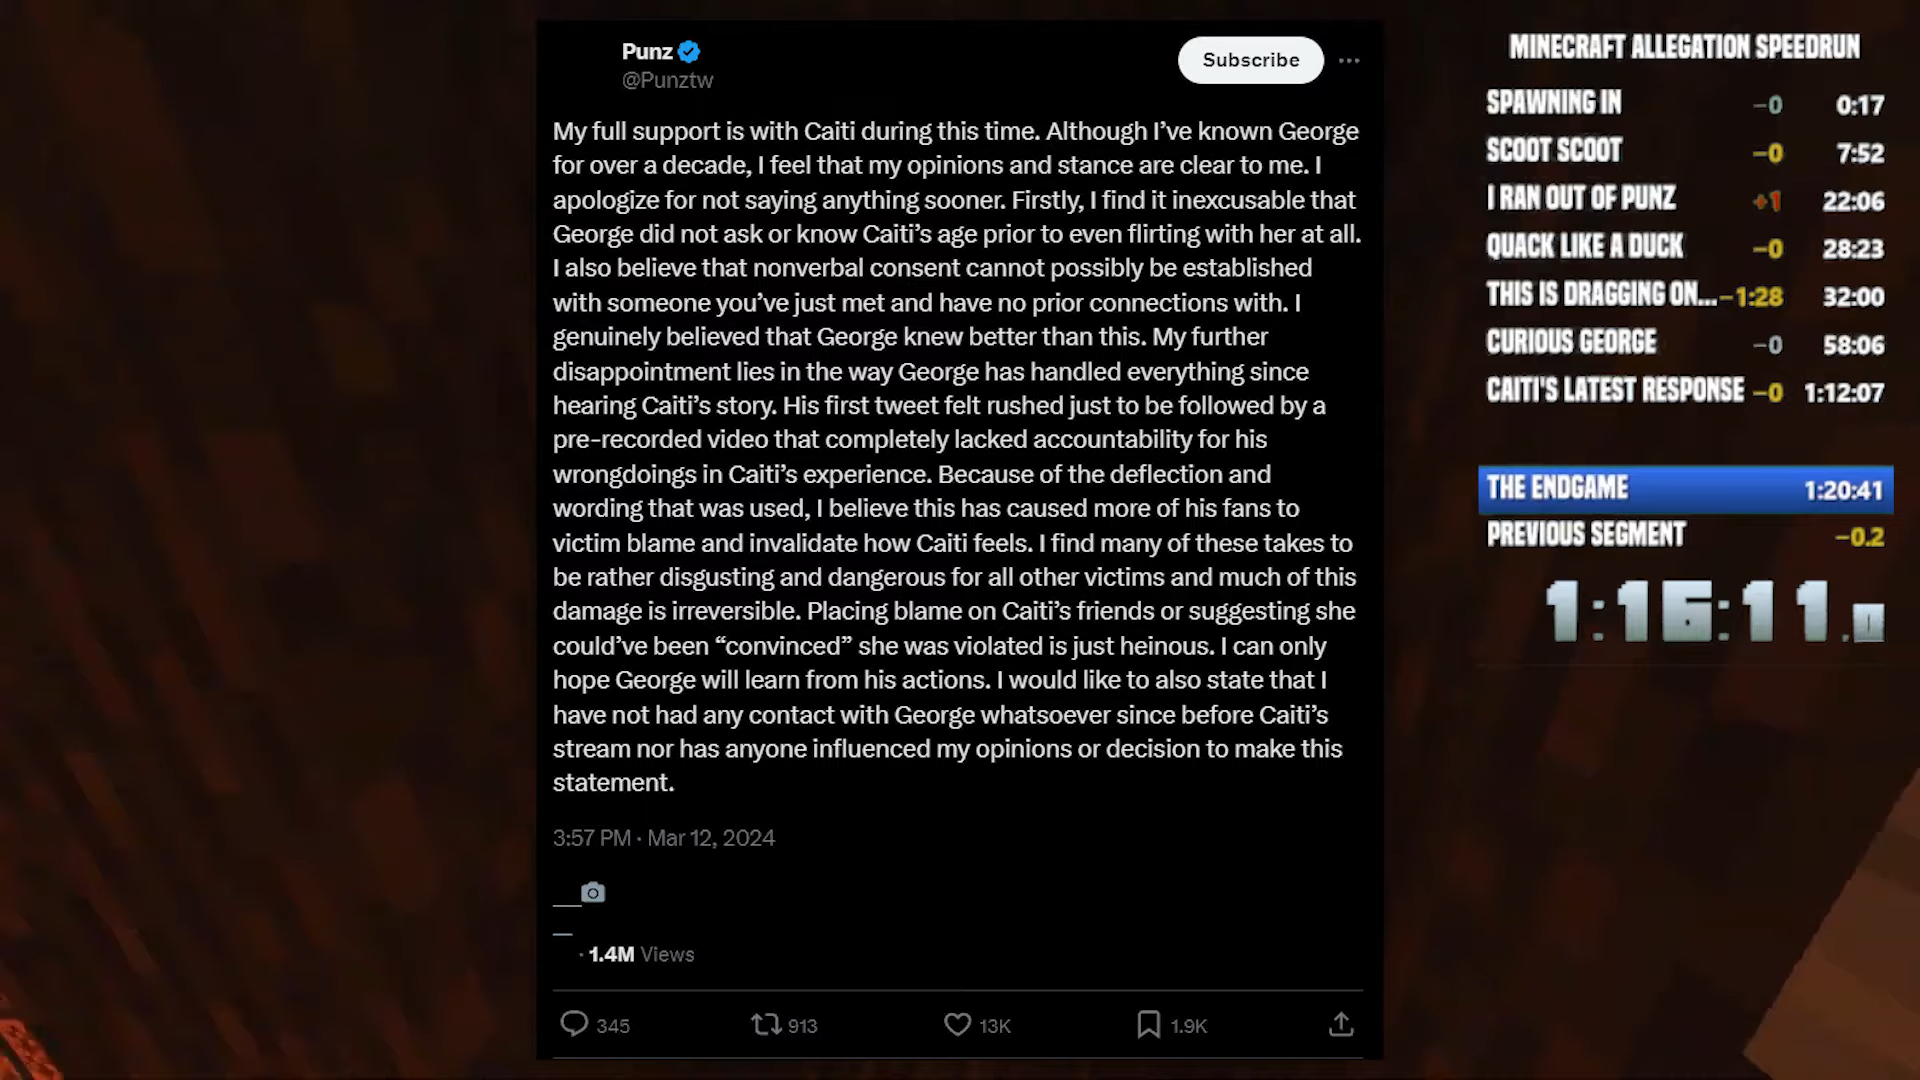 Punz
@Punztw
Subscribe
My full support is with Caiti during this time. Although I’ve known George
for over a decade, I feel that my opinions and stance are clear to me. I
apologize for not saying anything sooner. Firstly, I find it inexcusable that
George did not ask or know Caiti’s age prior to even flirting with her at all.
I also believe that nonverbal consent cannot possibly be established
with someone you’ve just met and have no prior connections with. I
genuinely believed that George knew better than this. My further
disappointment lies in the way George has handled everything since
hearing Caiti’s story. His first tweet felt rushed just to be followed by a
pre-recorded video that completely lacked accountability for his
wrongdoings in Caiti’s experience. Because of the deflection and
wording that was used, I believe this has caused more of his fans to
victim blame and invalidate how Caiti feels. I find many of these takes to
be rather disgusting and dangerous for all other victims and much of this
damage is irreversible. Placing blame on Caiti’s friends or suggesting she
could’ve been “convinced” she was violated is just heinous. I can only
hope George will learn from his actions. I would like to also state that I
have not had any contact with George whatsoever since before Caiti’s
stream nor has anyone influenced my opinions or decision to make this
statement.
3:57 PM · Mar 12, 2024
· 1.4M Views
345 913 13K 1.9K
MINECRAFT ALLEGATION SPEEDRUN
SPAWNING IN −0 0:17
SCOOT SCOOT −0 7:52
I RAN OUT OF PUNZ +1 22:06
QUACK LIKE A DUCK −0 28:23
THIS IS DRAGGING ON... −1:28 32:00
CURIOUS GEORGE −0 58:06
CAITI'S LATEST RESPONSE −0 1:12:07
THE ENDGAME 1:20:41
PREVIOUS SEGMENT −0.2
1:16:11.0